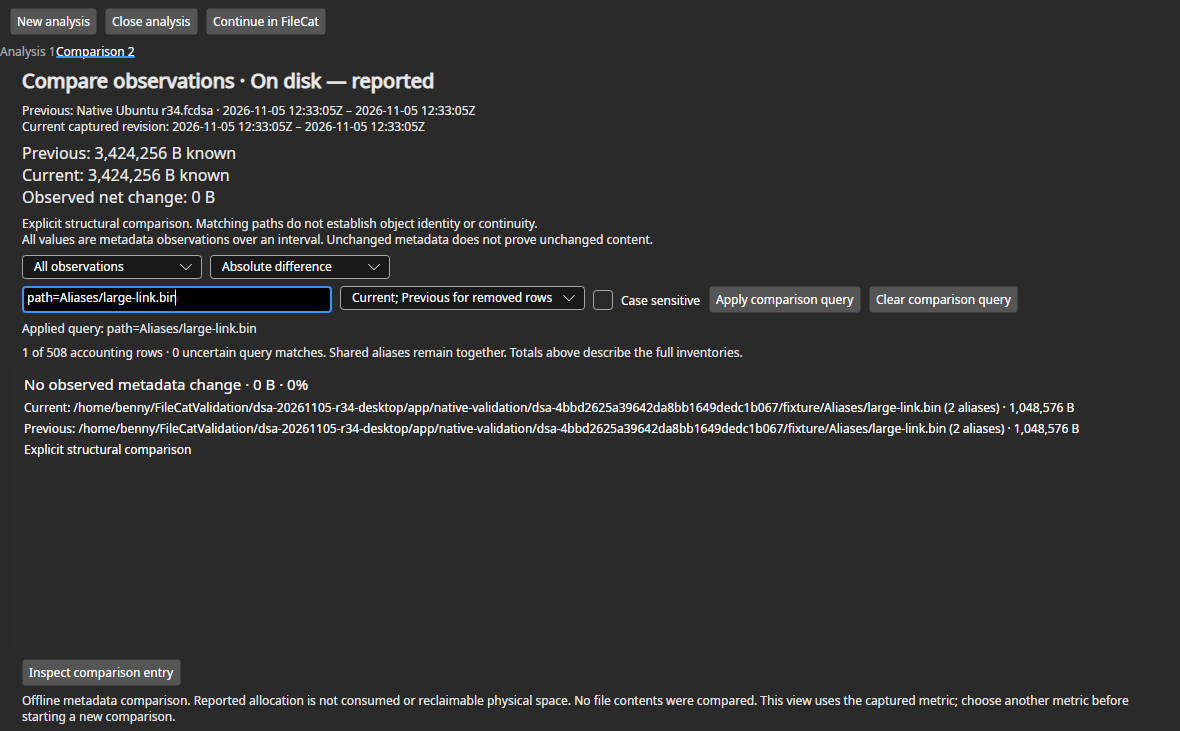 New analysis Close analysis Continue in FileCat
Analysis 1 Comparison 2
Compare observations · On disk — reported
Previous: Native Ubuntu r34.fcdsa · 2026-11-05 12:33:05Z – 2026-11-05 12:33:05Z
Current captured revision: 2026-11-05 12:33:05Z – 2026-11-05 12:33:05Z
Previous: 3,424,256 B known
Current: 3,424,256 B known
Observed net change: 0 B
Explicit structural comparison. Matching paths do not establish object identity or continuity.
All values are metadata observations over an interval. Unchanged metadata does not prove unchanged content.
All observations Absolute difference
path=Aliases/large-link.bin Current; Previous for removed rows Case sensitive Apply comparison query Clear comparison query
Applied query: path=Aliases/large-link.bin
1 of 508 accounting rows · 0 uncertain query matches. Shared aliases remain together. Totals above describe the full inventories.
No observed metadata change · 0 B · 0%
Current: /home/benny/FileCatValidation/dsa-20261105-r34-desktop/app/native-validation/dsa-4bbd2625a39642da8bb1649dedc1b067/fixture/Aliases/large-link.bin (2 aliases) · 1,048,576 B
Previous: /home/benny/FileCatValidation/dsa-20261105-r34-desktop/app/native-validation/dsa-4bbd2625a39642da8bb1649dedc1b067/fixture/Aliases/large-link.bin (2 aliases) · 1,048,576 B
Explicit structural comparison
Inspect comparison entry
Offline metadata comparison. Reported allocation is not consumed or reclaimable physical space. No file contents were compared. This view uses the captured metric; choose another metric before
starting a new comparison.